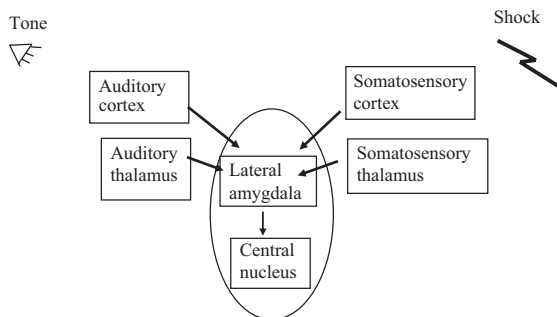 Tone
Shock
Auditory
cortex
Somatosensory
cortex
Auditory
thalamus
Lateral
amygdala
Somatosensory
thalamus
Central
nucleus